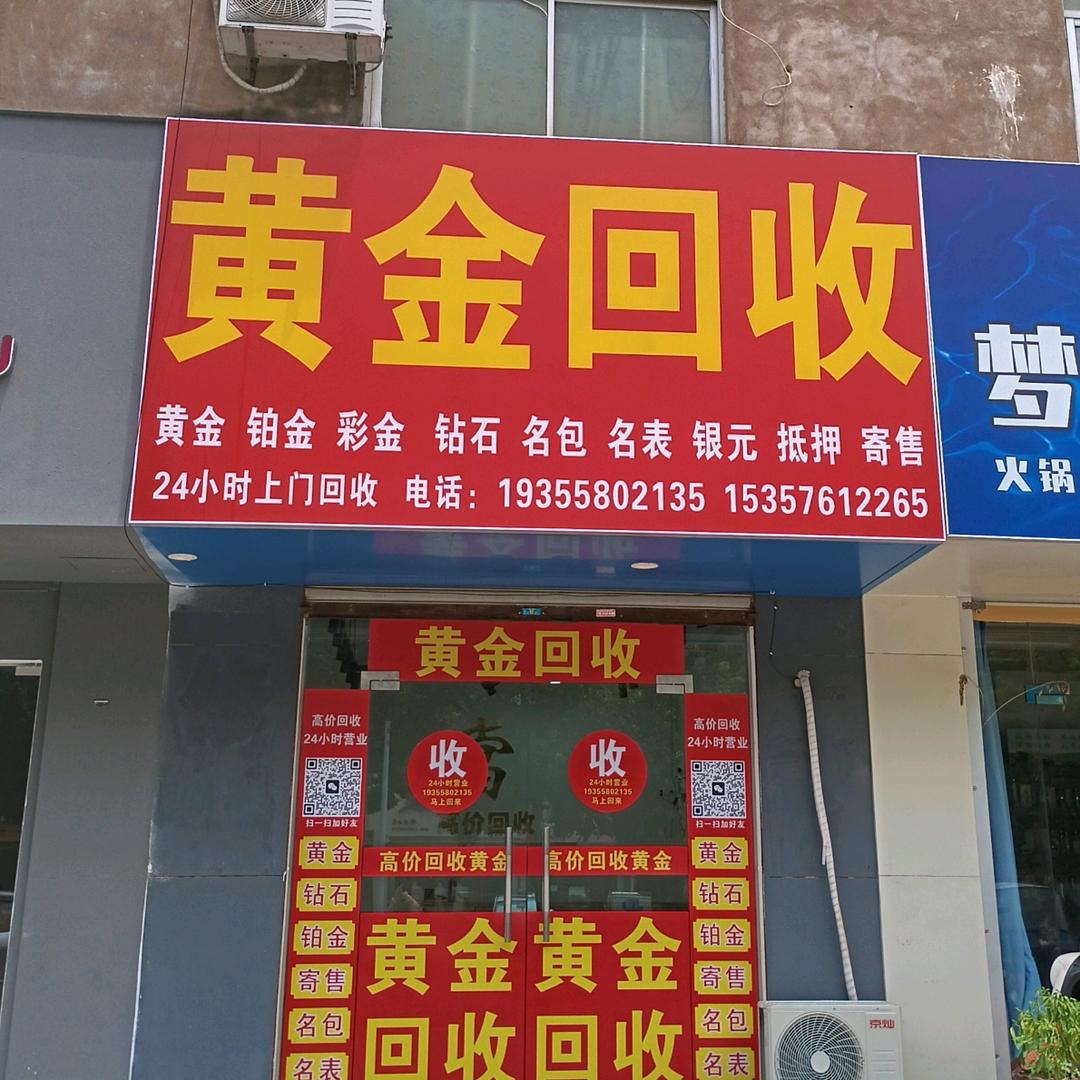 黄金回收
黄金 铂金 彩金 钻石 名包 名表 银元 抵押 寄售
24小时上门回收 电话：19355802135 15357612265
梦
火锅
黄金回收
高价回收
24小时营业
扫一扫加好友
黄金
钻石
铂金
寄售
名包
名表
收
24小时营业
19355802135
马上回来
收
24小时营业
19355802135
马上回来
高价回收
高价回收黄金
高价回收黄金
黄金
回收
黄金
回收
高价回收
24小时营业
扫一扫加好友
黄金
钻石
铂金
寄售
名包
名表
京灿